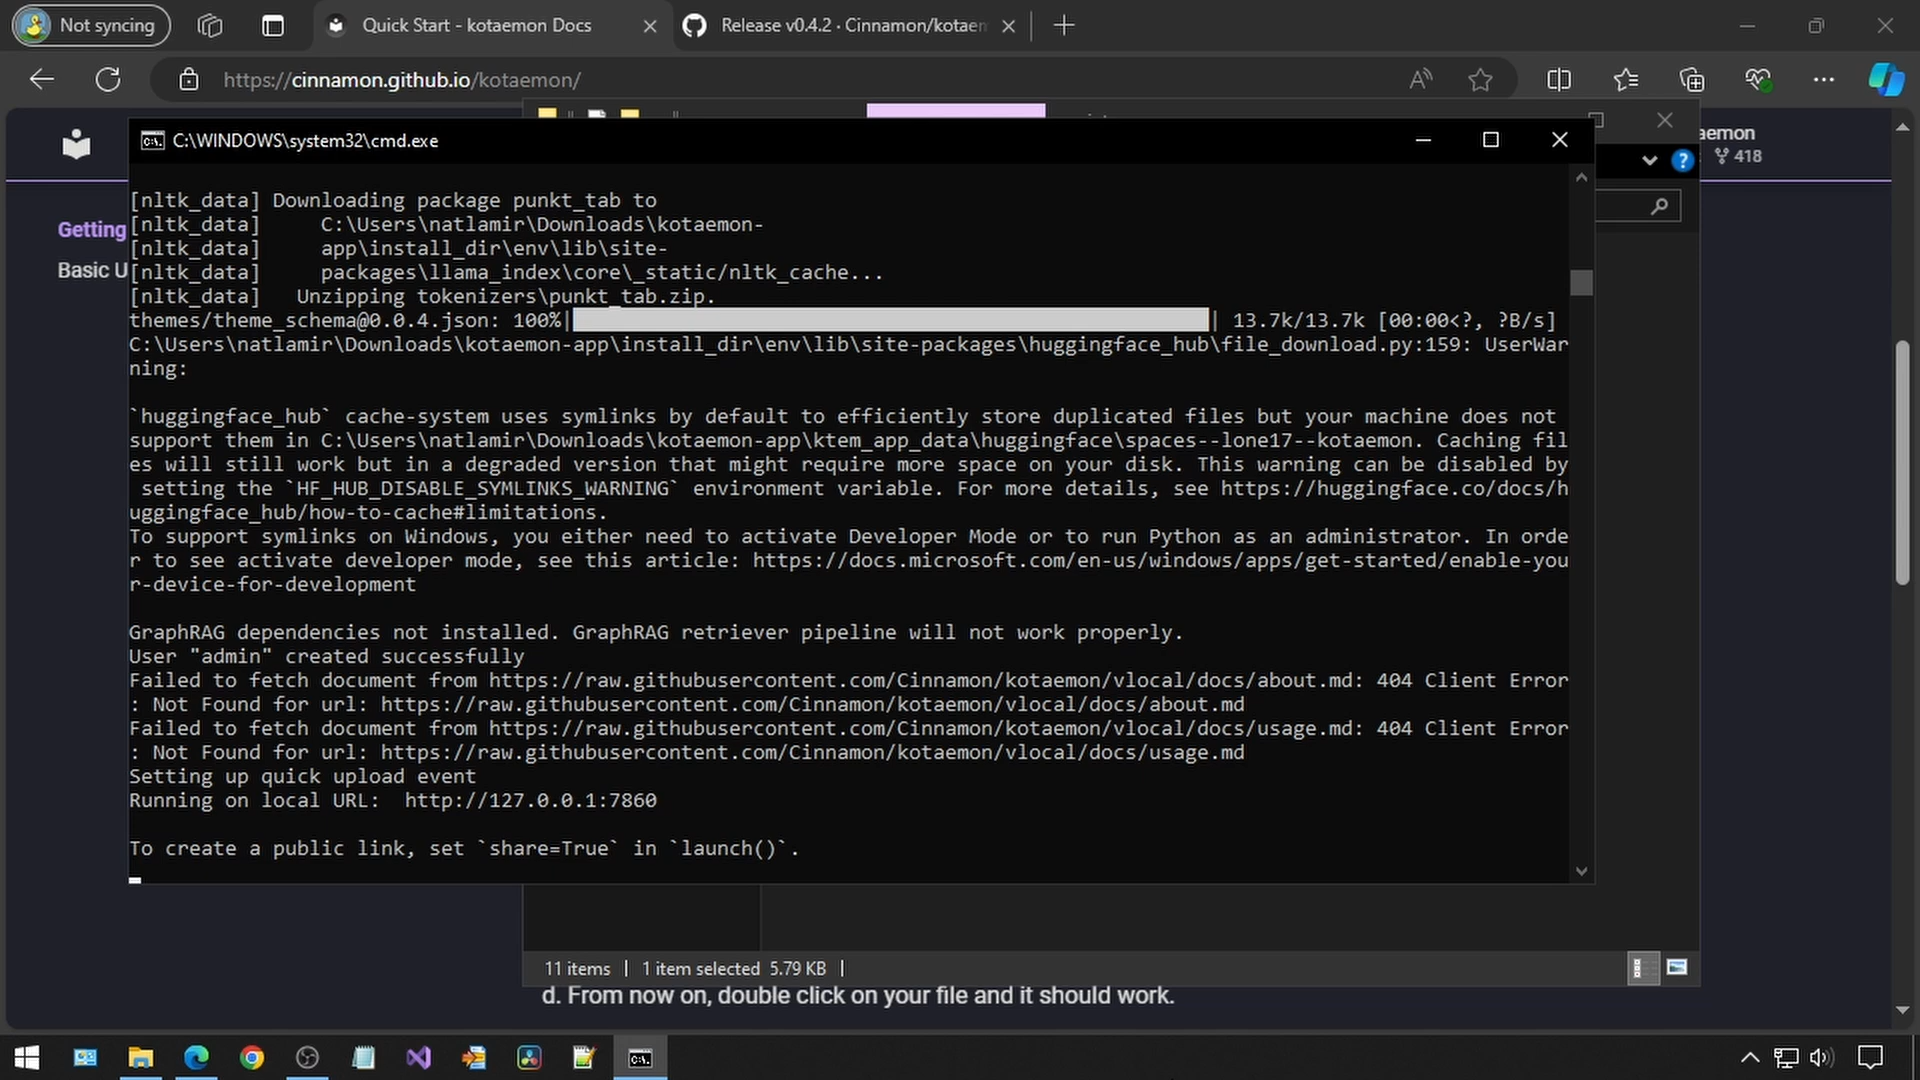 Not syncing
Quick Start - kotaemon Docs
Release v0.4.2 · Cinnamon/kotaem
https://cinnamon.github.io/kotaemon/
aemon
418
Getting
Basic U
C:\WINDOWS\system32\cmd.exe
[nltk_data] Downloading package punkt_tab to
[nltk_data]     C:\Users\natlamir\Downloads\kotaemon-
[nltk_data]     app\install_dir\env\lib\site-
[nltk_data]     packages\llama_index\core\_static/nltk_cache...
[nltk_data]   Unzipping tokenizers\punkt_tab.zip.
themes/theme_schema@0.0.4.json: 100%| | 13.7k/13.7k [00:00<?, ?B/s]
C:\Users\natlamir\Downloads\kotaemon-app\install_dir\env\lib\site-packages\huggingface_hub\file_download.py:159: UserWar
ning:
`huggingface_hub` cache-system uses symlinks by default to efficiently store duplicated files but your machine does not
support them in C:\Users\natlamir\Downloads\kotaemon-app\ktem_app_data\huggingface\spaces--lone17--kotaemon. Caching fil
es will still work but in a degraded version that might require more space on your disk. This warning can be disabled by
 setting the `HF_HUB_DISABLE_SYMLINKS_WARNING` environment variable. For more details, see https://huggingface.co/docs/h
uggingface_hub/how-to-cache#limitations.
To support symlinks on Windows, you either need to activate Developer Mode or to run Python as an administrator. In orde
r to see activate developer mode, see this article: https://docs.microsoft.com/en-us/windows/apps/get-started/enable-you
r-device-for-development
GraphRAG dependencies not installed. GraphRAG retriever pipeline will not work properly.
User "admin" created successfully
Failed to fetch document from https://raw.githubusercontent.com/Cinnamon/kotaemon/vlocal/docs/about.md: 404 Client Error
: Not Found for url: https://raw.githubusercontent.com/Cinnamon/kotaemon/vlocal/docs/about.md
Failed to fetch document from https://raw.githubusercontent.com/Cinnamon/kotaemon/vlocal/docs/usage.md: 404 Client Error
: Not Found for url: https://raw.githubusercontent.com/Cinnamon/kotaemon/vlocal/docs/usage.md
Setting up quick upload event
Running on local URL:  http://127.0.0.1:7860
To create a public link, set `share=True` in `launch()`.
11 items
1 item selected 5.79 KB
d. From now on, double click on your file and it should work.